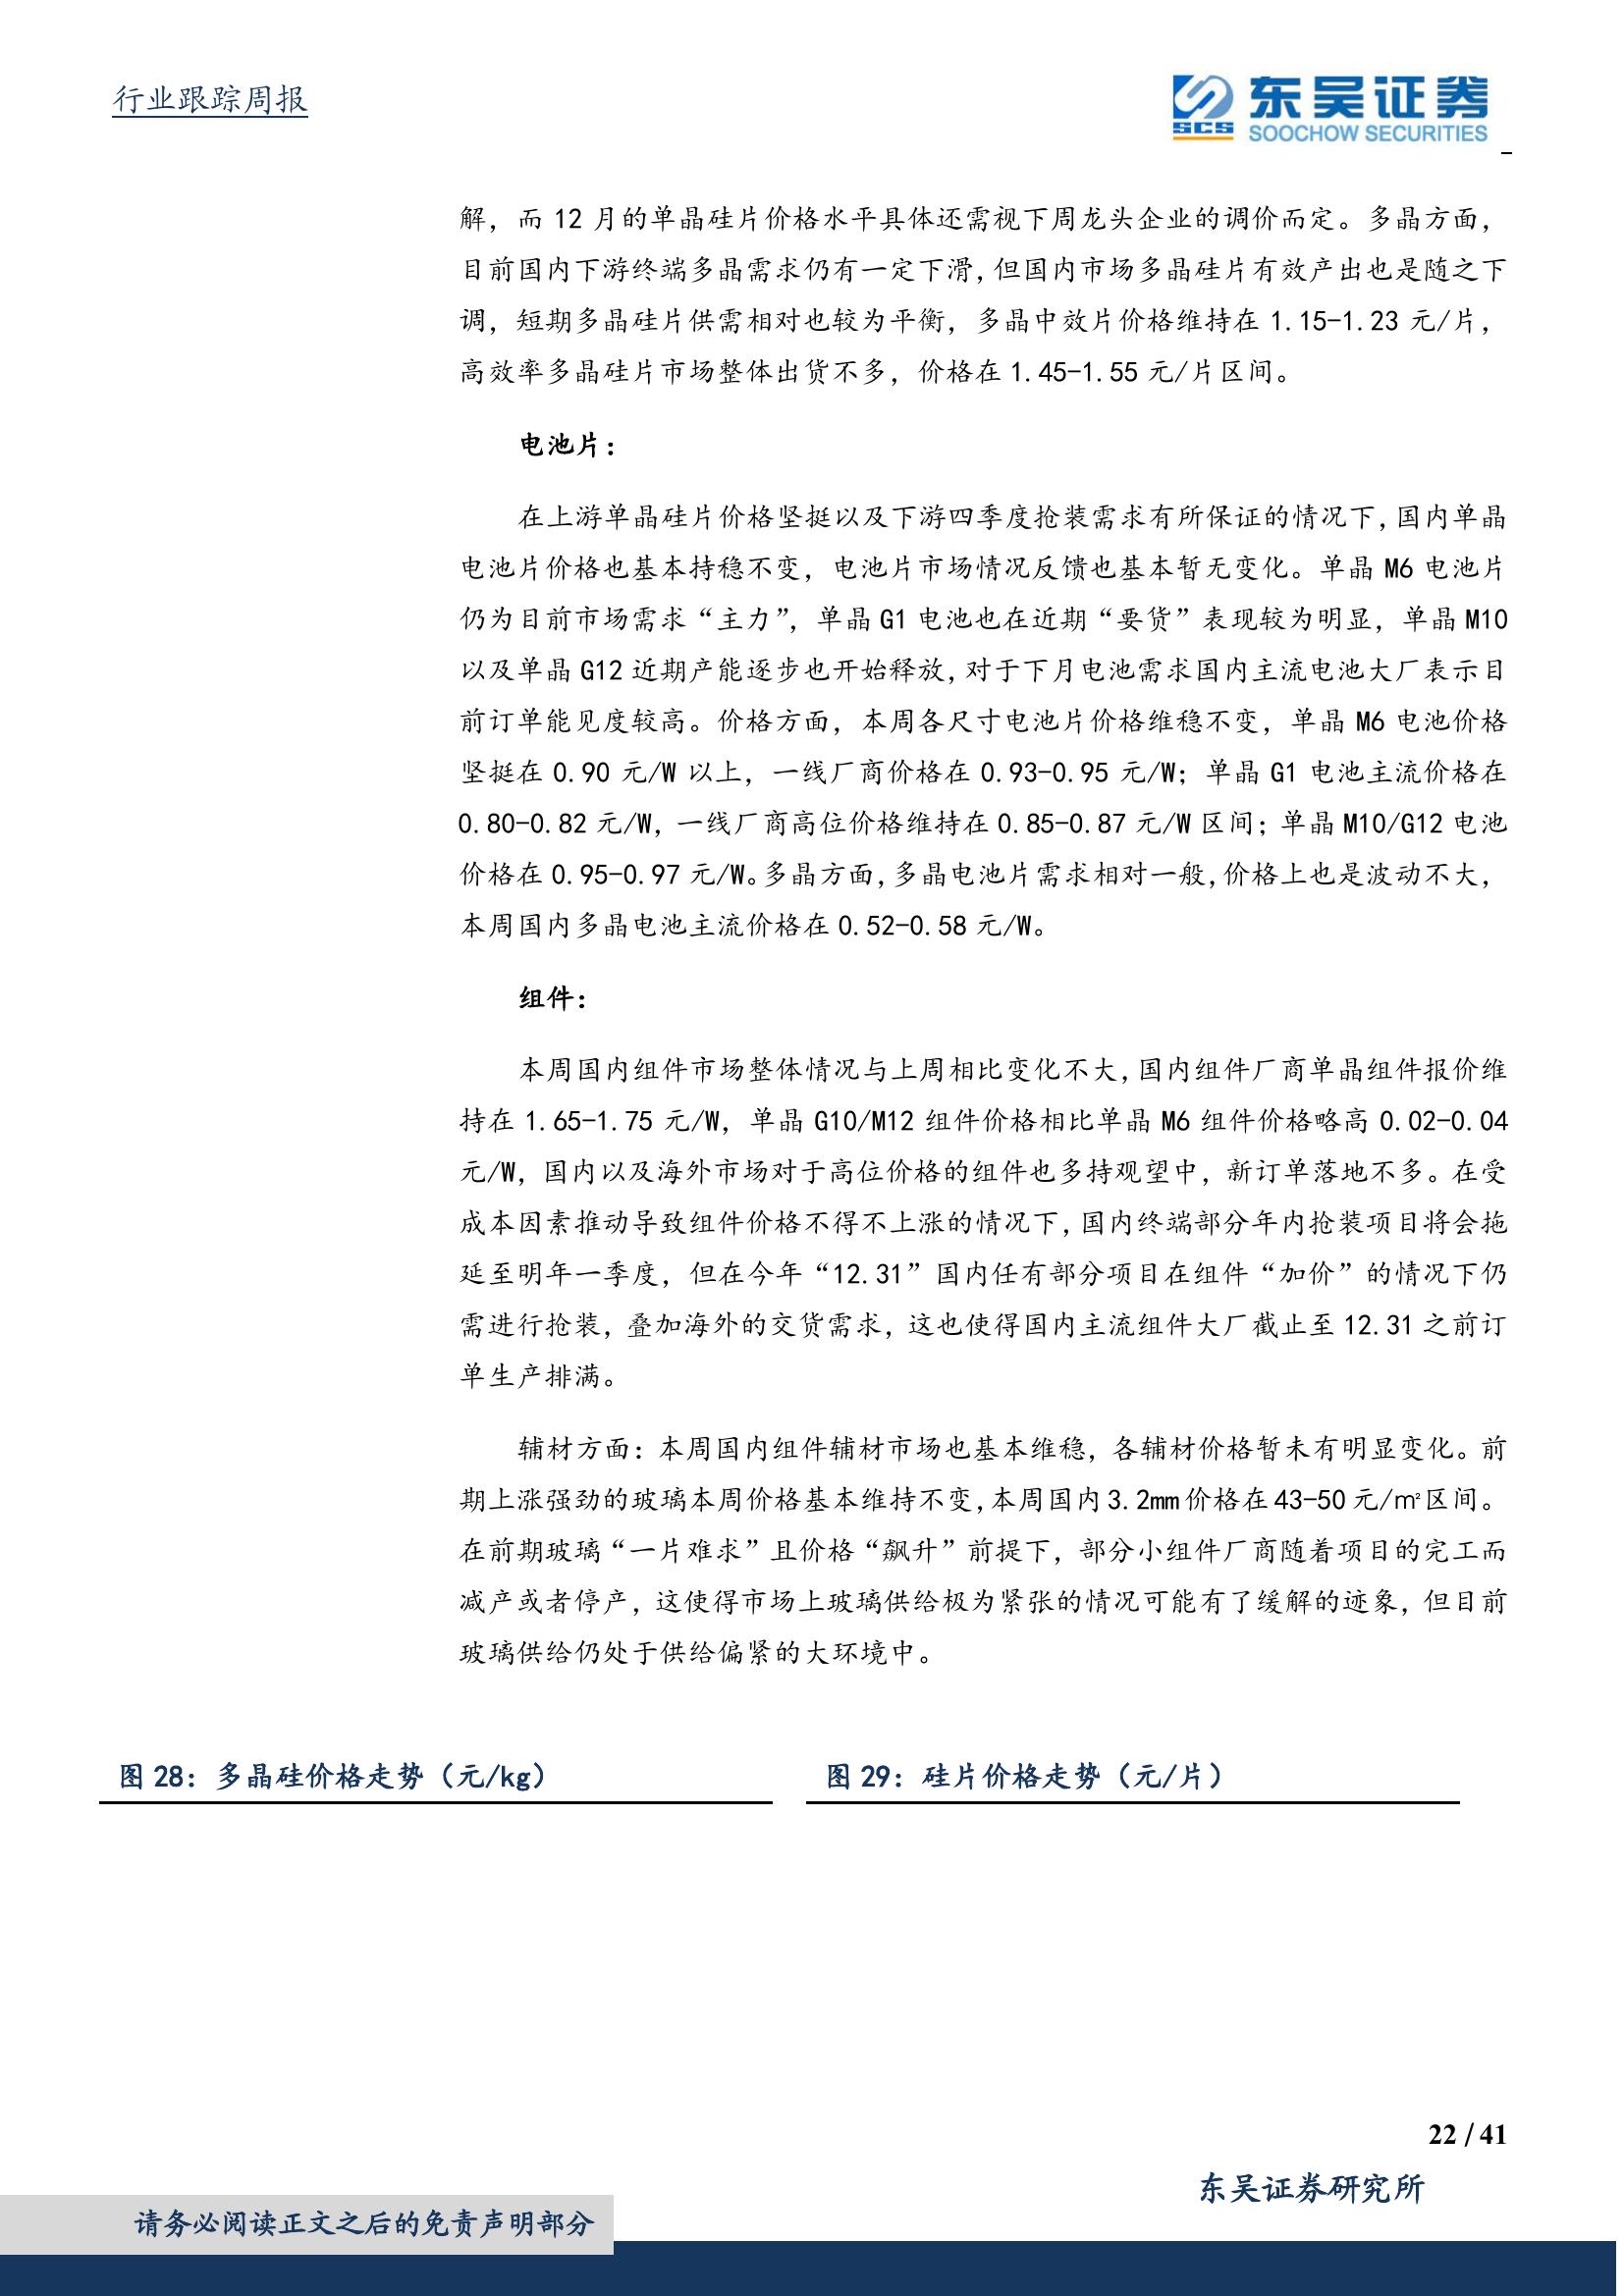 行业跟踪周报
东吴证券
SCS
SOOCHOW SECURITIES
解，而 12 月的单晶硅片价格水平具体还需视下周龙头企业的调价而定。多晶方面，
目前国内下游终端多晶需求仍有一定下滑，但国内市场多晶硅片有效产出也是随之下
调，短期多晶硅片供需相对也较为平衡，多晶中效片价格维持在 1.15-1.23 元/片，
高效率多晶硅片市场整体出货不多，价格在 1.45-1.55 元/片区间。
电池片：
在上游单晶硅片价格坚挺以及下游四季度抢装需求有所保证的情况下，国内单晶
电池片价格也基本持稳不变，电池片市场情况反馈也基本暂无变化。单晶 M6 电池片
仍为目前市场需求“主力”，单晶 G1 电池也在近期“要货”表现较为明显，单晶 M10
以及单晶 G12 近期产能逐步也开始释放，对于下月电池需求国内主流电池大厂表示目
前订单能见度较高。价格方面，本周各尺寸电池片价格维稳不变，单晶 M6 电池价格
坚挺在 0.90 元/W 以上，一线厂商价格在 0.93-0.95 元/W；单晶 G1 电池主流价格在
0.80-0.82 元/W，一线厂商高位价格维持在 0.85-0.87 元/W 区间；单晶 M10/G12 电池
价格在 0.95-0.97 元/W。多晶方面，多晶电池片需求相对一般，价格上也是波动不大，
本周国内多晶电池主流价格在 0.52-0.58 元/W。
组件：
本周国内组件市场整体情况与上周相比变化不大，国内组件厂商单晶组件报价维
持在 1.65-1.75 元/W，单晶 G10/M12 组件价格相比单晶 M6 组件价格略高 0.02-0.04
元/W，国内以及海外市场对于高位价格的组件也多持观望中，新订单落地不多。在受
成本因素推动导致组件价格不得不上涨的情况下，国内终端部分年内抢装项目将会拖
延至明年一季度，但在今年“12.31”国内任有部分项目在组件“加价”的情况下仍
需进行抢装，叠加海外的交货需求，这也使得国内主流组件大厂截止至 12.31 之前订
单生产排满。
辅材方面：本周国内组件辅材市场也基本维稳，各辅材价格暂未有明显变化。前
期上涨强劲的玻璃本周价格基本维持不变，本周国内 3.2mm 价格在 43-50 元/㎡区间。
在前期玻璃“一片难求”且价格“飙升”前提下，部分小组件厂商随着项目的完工而
减产或者停产，这使得市场上玻璃供给极为紧张的情况可能有了缓解的迹象，但目前
玻璃供给仍处于供给偏紧的大环境中。
图 28：多晶硅价格走势（元/kg）
图 29：硅片价格走势（元/片）
22 / 41
东吴证券研究所
请务必阅读正文之后的免责声明部分